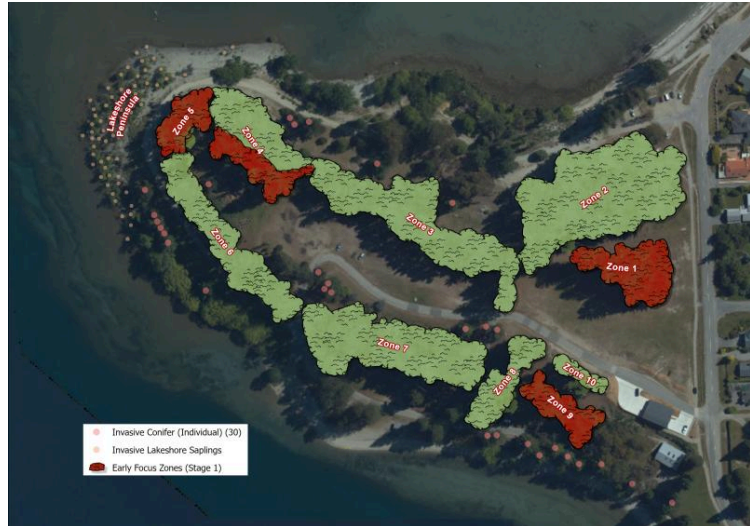 Lakeshore
Peninsula
Zone 5
Zone 4
Zone 2
Zone 3
Zone 6
Zone 1
Zone 7
Zone 8
Zone 10
Zone 9
Invasive Conifer (Individual) (30)
Invasive Lakeshore Saplings
Early Focus Zones (Stage 1)